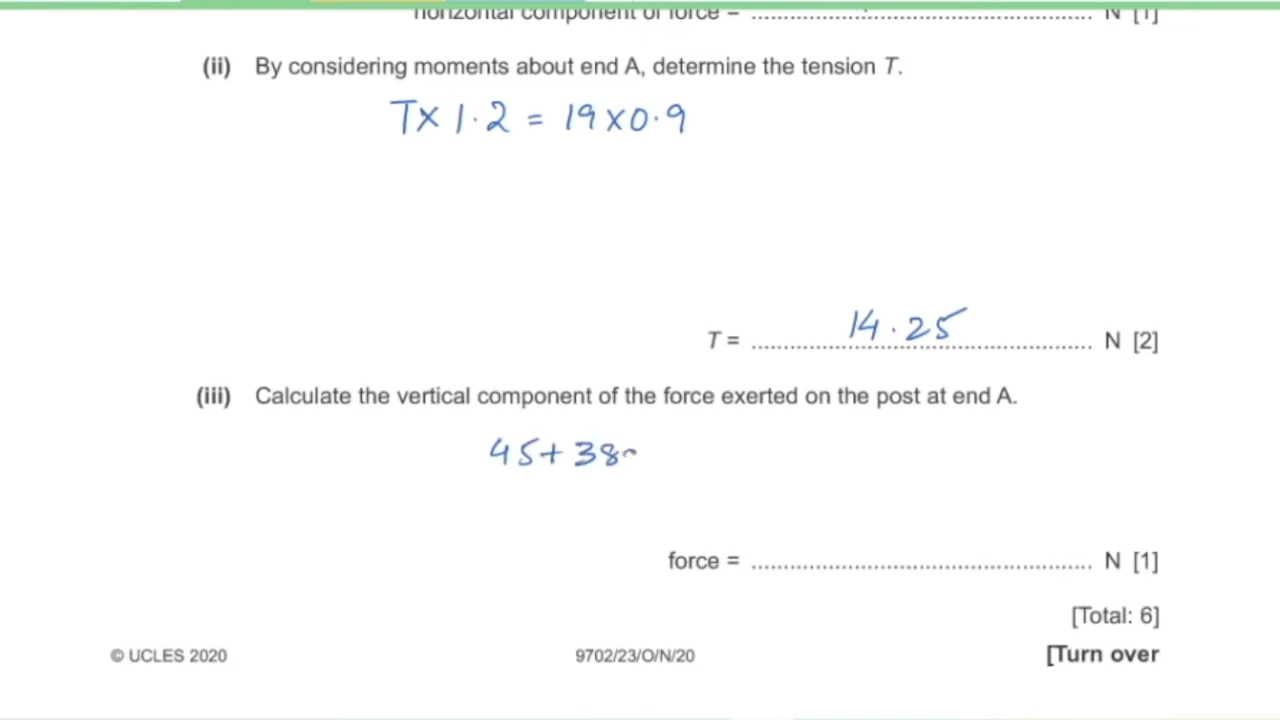 horizontal component of force = ........................................................ N [1]
(ii) By considering moments about end A, determine the tension T.
T× 1.2 = 19×0.9
T = ........................................................ N [2]
14.25
(iii) Calculate the vertical component of the force exerted on the post at end A.
45+38
force = ........................................................ N [1]
[Total: 6]
© UCLES 2020
9702/23/O/N/20
[Turn over